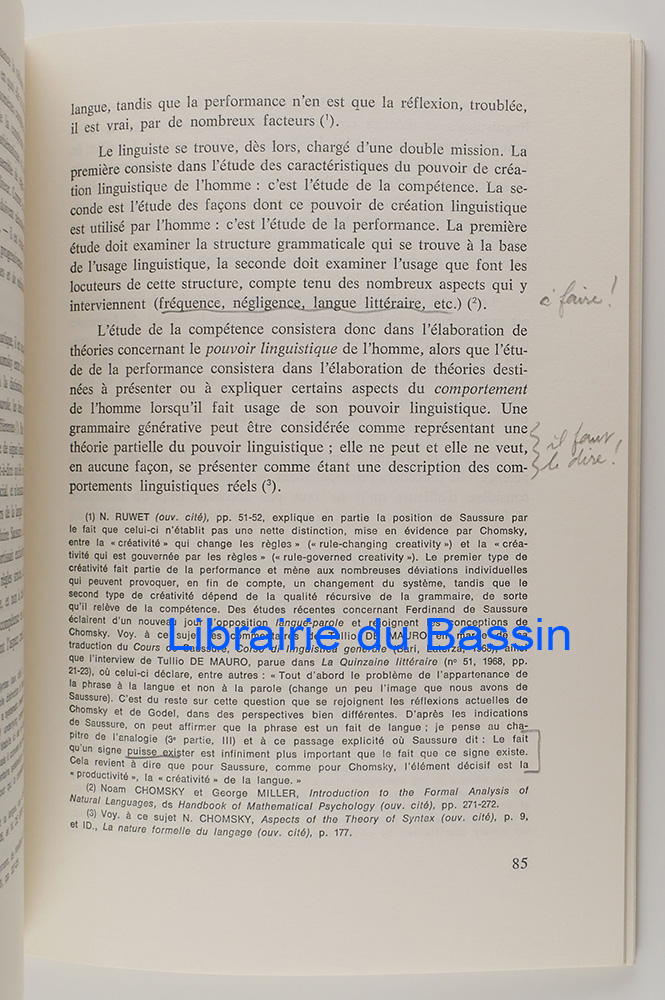 langue, tandis que la performance n'en est que la réflexion, troublée,
il est vrai, par de nombreux facteurs (¹).
Le linguiste se trouve, dès lors, chargé d'une double mission. La
première consiste dans l'étude des caractéristiques du pouvoir de créa-
tion linguistique de l'homme : c'est l'étude de la compétence. La se-
conde est l'étude des façons dont ce pouvoir de création linguistique
est utilisé par l'homme : c'est l'étude de la performance. La première
étude doit examiner la structure grammaticale qui se trouve à la base
de l'usage linguistique, la seconde doit examiner l'usage que font les
locuteurs de cette structure, compte tenu des nombreux aspects qui y
interviennent (fréquence, négligence, langue littéraire, etc.) (²).
à faire !
L'étude de la compétence consistera donc dans l'élaboration de
théories concernant le pouvoir linguistique de l'homme, alors que l'étu-
de de la performance consistera dans l'élaboration de théories desti-
nées à présenter ou à expliquer certains aspects du comportement
de l'homme lorsqu'il fait usage de son pouvoir linguistique. Une
grammaire générative peut être considérée comme représentant une
théorie partielle du pouvoir linguistique ; elle ne peut et elle ne veut,
en aucune façon, se présenter comme étant une description des com-
portements linguistiques réels (³).
il faut
le dire !
(1) N. RUWET (ouv. cité), pp. 51-52, explique en partie la position de Saussure par
le fait que celui-ci n'établit pas une nette distinction, mise en évidence par Chomsky,
entre la « créativité » qui change les règles » (« rule-changing creativity ») et la « créa-
tivité qui est gouvernée par les règles » (« rule-governed creativity »). Le premier type de
créativité fait partie de la performance et mène aux nombreuses déviations individuelles
qui peuvent provoquer, en fin de compte, un changement du système, tandis que le
second type de créativité dépend de la qualité récursive de la grammaire, de sorte
qu'il relève de la compétence. Des études récentes concernant Ferdinand de Saussure
éclairent d'un nouveau jour l'opposition langue-parole et rejoignent les conceptions de
Chomsky. Voy. à ce sujet les commentaires de Tullio DE MAURO en marge de sa
traduction du Cours de Saussure, Corso di linguistica generale (Bari, Laterza, 1968), ainsi
que l'interview de Tullio DE MAURO, parue dans La Quinzaine littéraire (n° 51, 1968, pp.
21-23), où celui-ci déclare, entre autres : « Tout d'abord le problème de l'appartenance de
la phrase à la langue et non à la parole (change un peu l'image que nous avons de
Saussure). C'est du reste sur cette question que se rejoignent les réflexions actuelles de
Chomsky et de Godel, dans des perspectives bien différentes. D'après les indications
de Saussure, on peut affirmer que la phrase est un fait de langue ; je pense au cha-
pitre de l'analogie (3e partie, III) et à ce passage explicité où Saussure dit : Le fait
qu'un signe puisse exister est infiniment plus important que le fait que ce signe existe.
Cela revient à dire que pour Saussure, comme pour Chomsky, l'élément décisif est la
« productivité », la « créativité » de la langue. »
(2) Noam CHOMSKY et George MILLER, Introduction to the Formal Analysis of
Natural Languages, ds Handbook of Mathematical Psychology (ouv. cité), pp. 271-272.
(3) Voy. à ce sujet N. CHOMSKY, Aspects of the Theory of Syntax (ouv. cité), p. 9,
et ID., La nature formelle du langage (ouv. cité), p. 177.
85
Librairie du Bassin